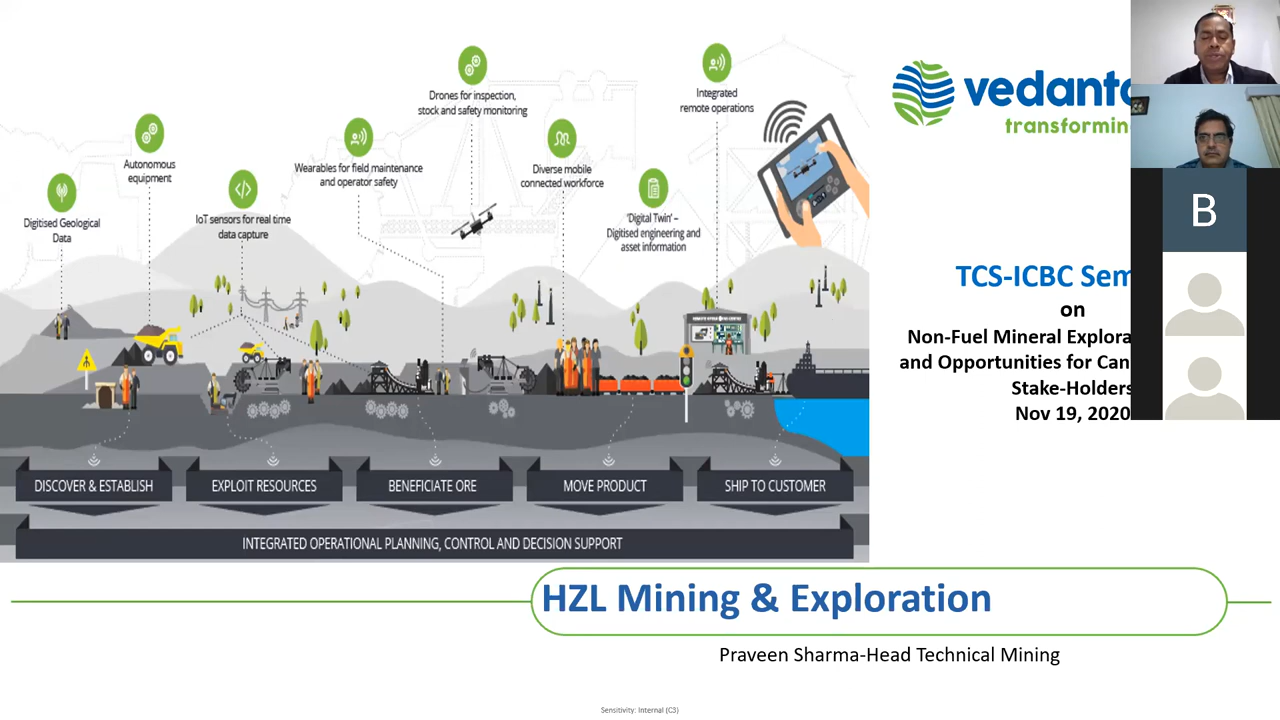 Drones for inspection,
stock and safety monitoring
Integrated
remote operations
Autonomous
equipment
Wearables for field maintenance
and operator safety
Diverse mobile
connected workforce
Digitised Geological
Data
IoT sensors for real time
data capture
'Digital Twin' –
Digitised engineering and
asset information
DISCOVER & ESTABLISH
EXPLOIT RESOURCES
BENEFICIATE ORE
MOVE PRODUCT
SHIP TO CUSTOMER
INTEGRATED OPERATIONAL PLANNING, CONTROL AND DECISION SUPPORT
vedanta
transforming
TCS-ICBC Sem
on
Non-Fuel Mineral Explora
and Opportunities for Can
Stake-Holders
Nov 19, 2020
B
HZL Mining & Exploration
Praveen Sharma-Head Technical Mining
Sensitivity: Internal (C3)